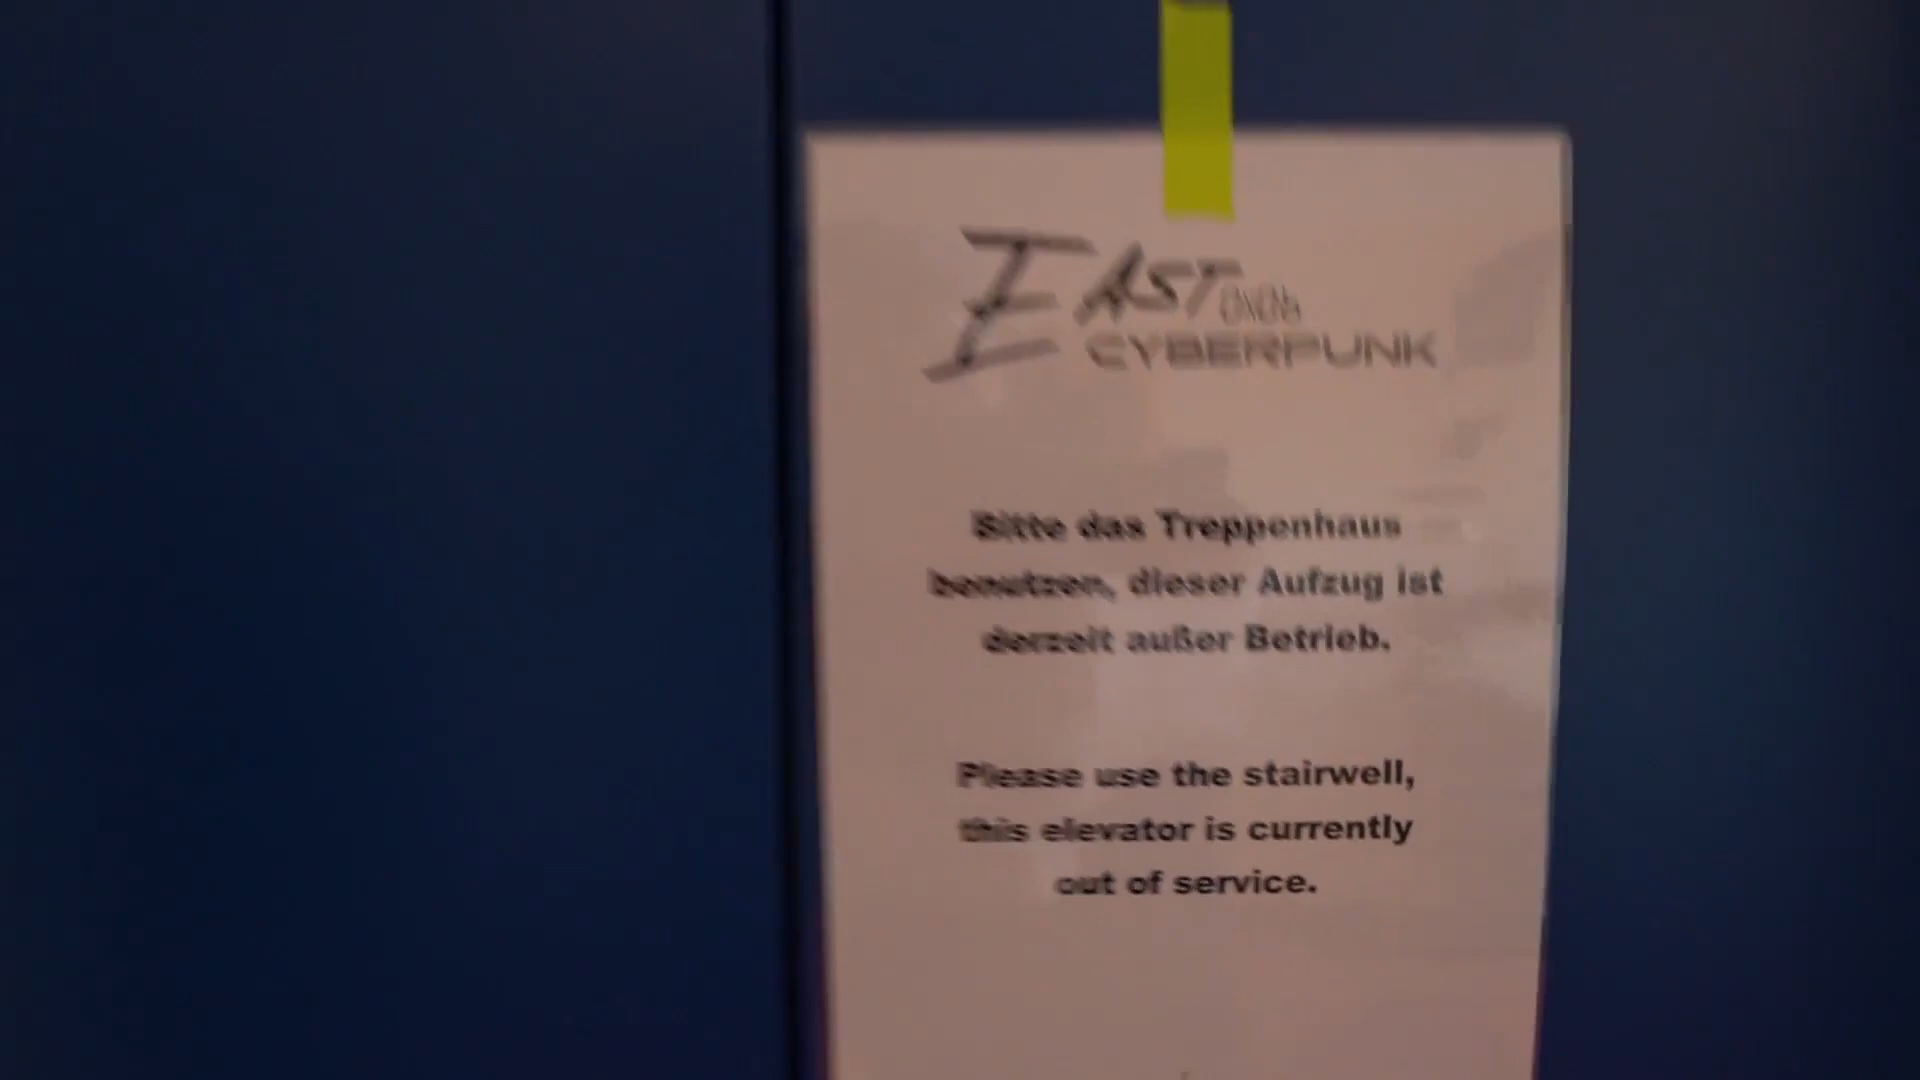 EAST
CYBERPUNK
Bitte das Treppenhaus
benutzen, dieser Aufzug ist
derzeit außer Betrieb.
Please use the stairwell,
this elevator is currently
out of service.